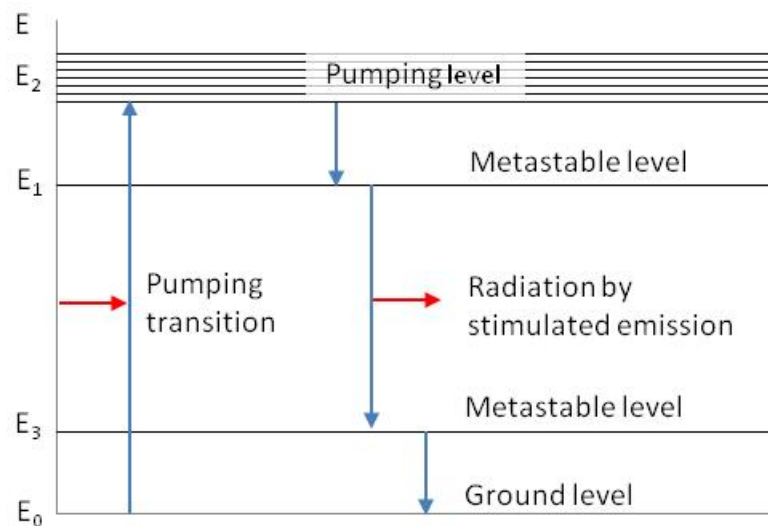 E
E₂
Pumping level
Metastable level
E₁
Pumping
transition
Radiation by
stimulated emission
Metastable level
E₃
Ground level
E₀